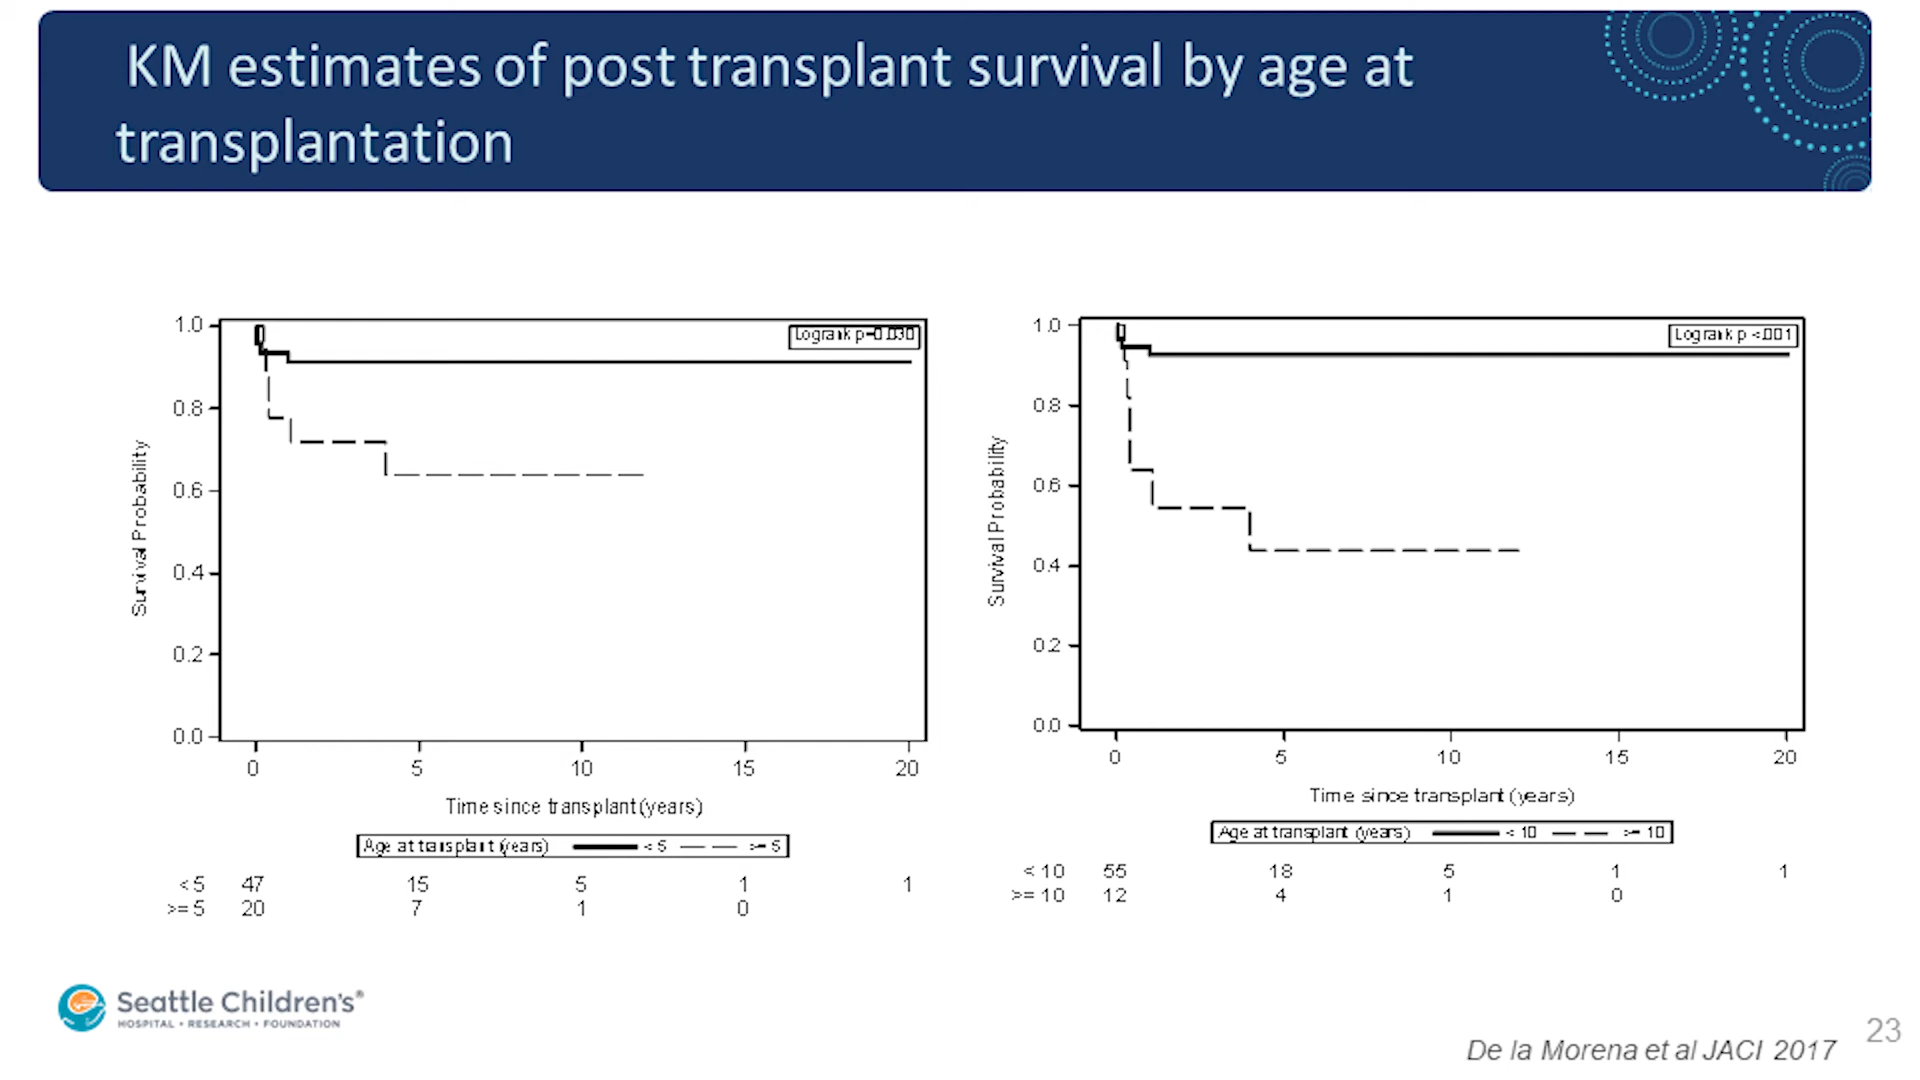 KM estimates of post transplant survival by age at
transplantation
Logrank p=0.030
1.0
0.8
0.6
0.4
0.2
0.0
Survival Probability
0 5 10 15 20
Time since transplant (years)
Age at transplant (years) < 5 >= 5
< 5 47 15 5 1 1
>= 5 20 7 1 0
Logrank p <.001
1.0
0.8
0.6
0.4
0.2
0.0
Survival Probability
0 5 10 15 20
Time since transplant (years)
Age at transplant (years) < 10 >= 10
< 10 55 18 5 1 1
>= 10 12 4 1 0
Seattle Children's®
HOSPITAL • RESEARCH • FOUNDATION
De la Morena et al JACI 2017
23